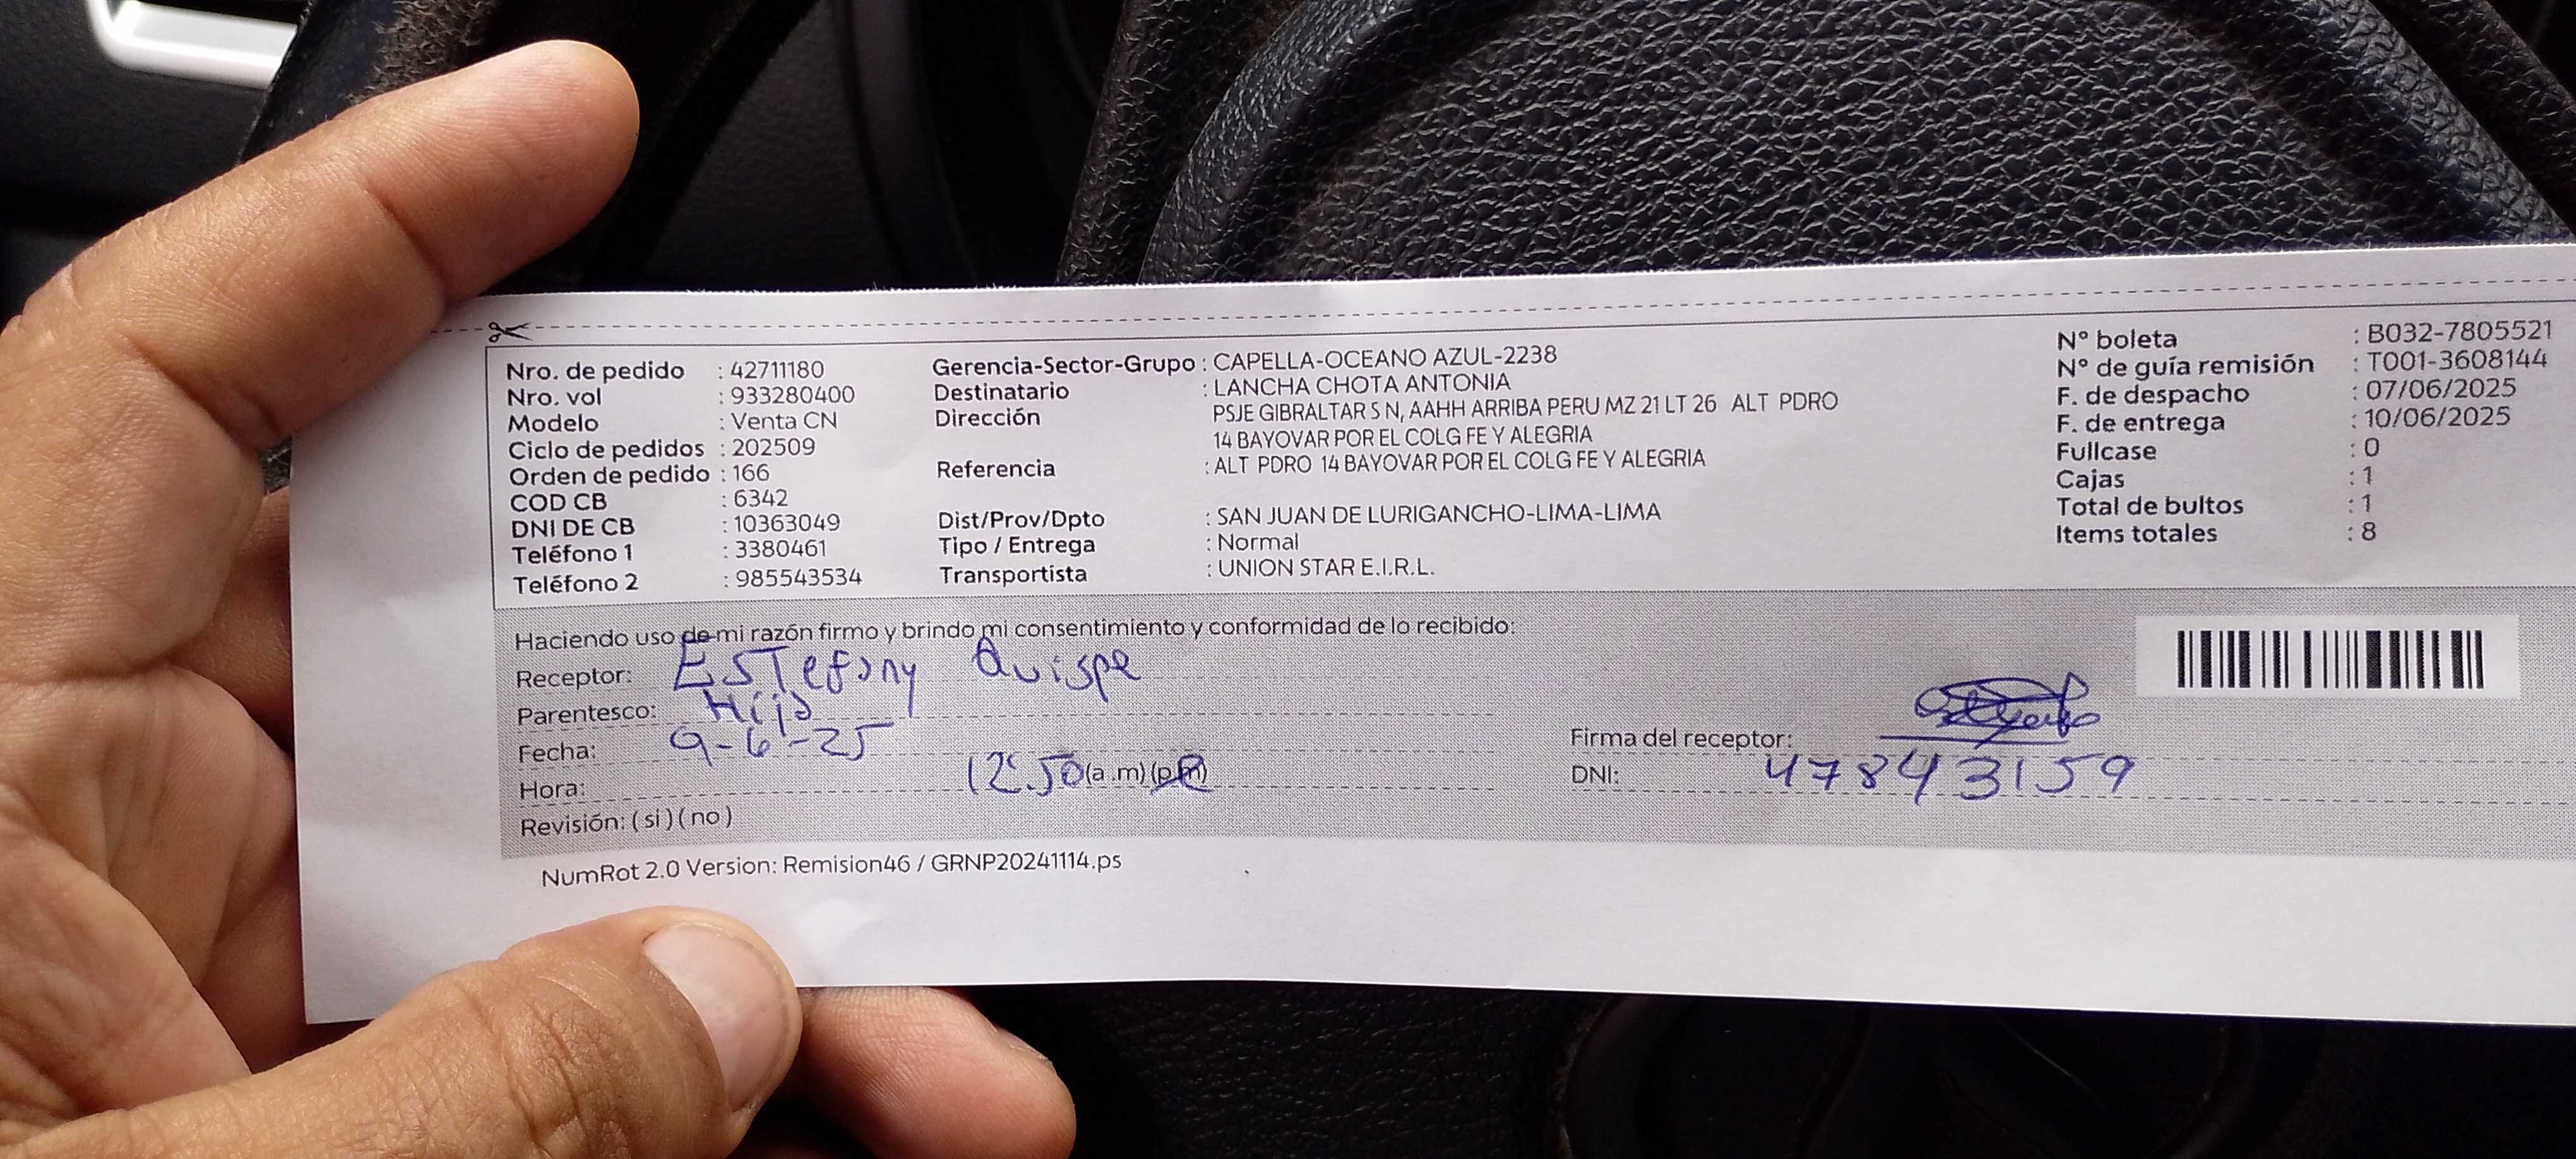 Nro. de pedido : 42711180
Nro. vol : 933280400
Modelo : Venta CN
Ciclo de pedidos : 202509
Orden de pedido : 166
COD CB : 6342
DNI DE CB : 10363049
Teléfono 1 : 3380461
Teléfono 2 : 985543534
Gerencia-Sector-Grupo : CAPELLA-OCEANO AZUL-2238
Destinatario : LANCHA CHOTA ANTONIA
Dirección PSJE GIBRALTAR S N, AAHH ARRIBA PERU MZ 21 LT 26 ALT PDRO
14 BAYOVAR POR EL COLG FE Y ALEGRIA
Referencia : ALT PDRO 14 BAYOVAR POR EL COLG FE Y ALEGRIA
Dist/Prov/Dpto : SAN JUAN DE LURIGANCHO-LIMA-LIMA
Tipo / Entrega : Normal
Transportista : UNION STAR E.I.R.L.
N° boleta : B032-7805521
N° de guía remisión : T001-3608144
F. de despacho : 07/06/2025
F. de entrega : 10/06/2025
Fullcase : 0
Cajas : 1
Total de bultos : 1
Items totales : 8
Haciendo uso de mi razón firmo y brindo mi consentimiento y conformidad de lo recibido:
Receptor: ESTefany Quispe
Parentesco: Hija
Fecha: 9-6-25
Hora: 12:50 (a .m) (p.m)
Revisión: ( si ) ( no )
Firma del receptor:
DNI: 47843159
NumRot 2.0 Version: Remision46 / GRNP20241114.ps